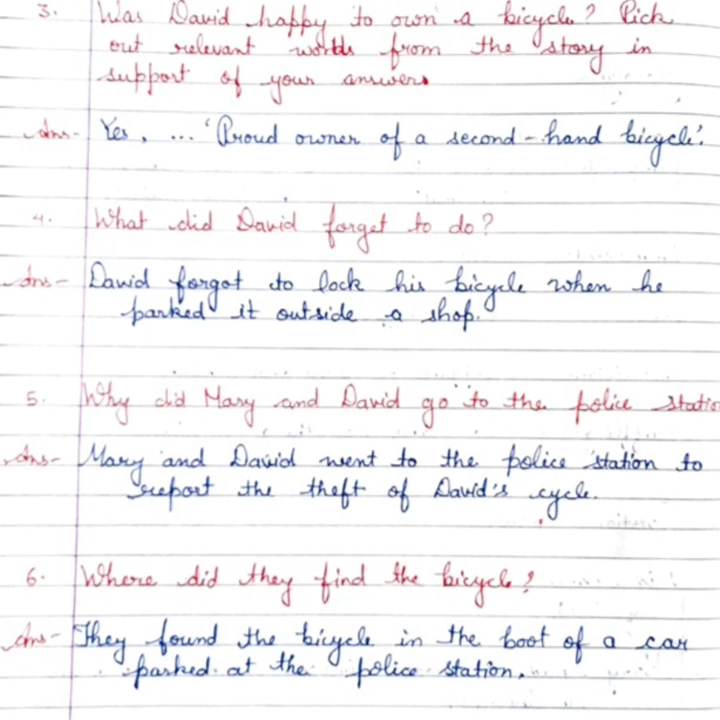 3. Was David happy to own a bicycle? Pick
out relevant words from the story in
support of your answer.
Ans- Yes, ... 'Proud owner of a second-hand bicycle'.
4. What did David forget to do?
Ans- David forgot to lock his bicycle when he
parked it outside a shop.
5. Why did Mary and David go to the police statio
Ans- Mary and David went to the police station to
report the theft of David's cycle.
6. Where did they find the bicycle?
Ans- They found the bicycle in the boot of a car
parked at the police station.